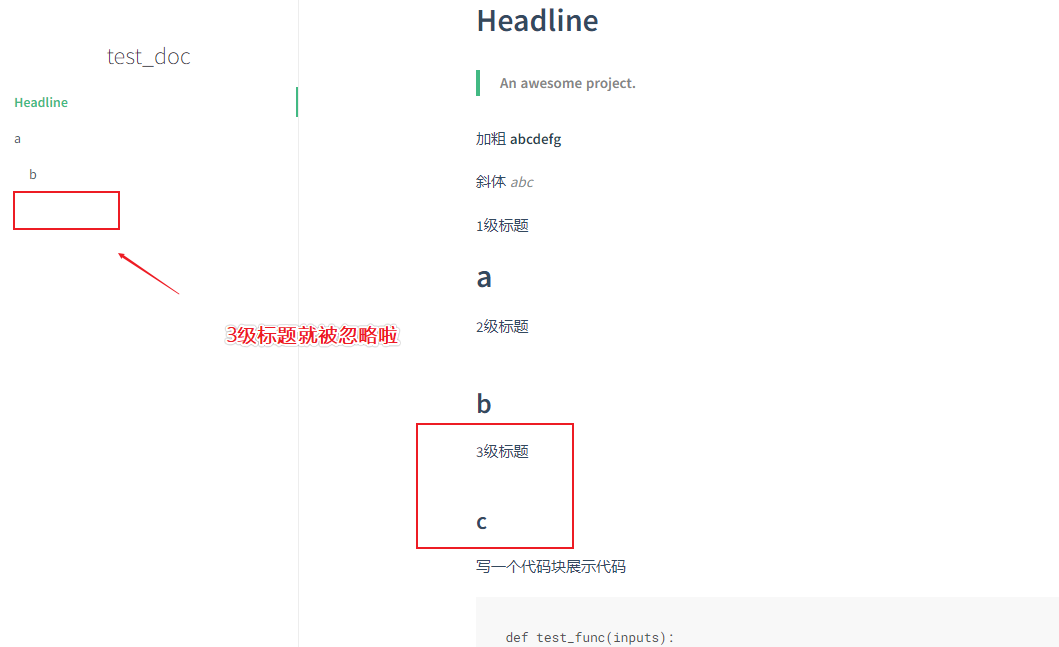 test_doc
Headline
a
b
3级标题就被忽略啦
Headline
An awesome project.
加粗 abcdefg
斜体 abc
1级标题
a
2级标题
b
3级标题
c
写一个代码块展示代码
def test_func(inputs):